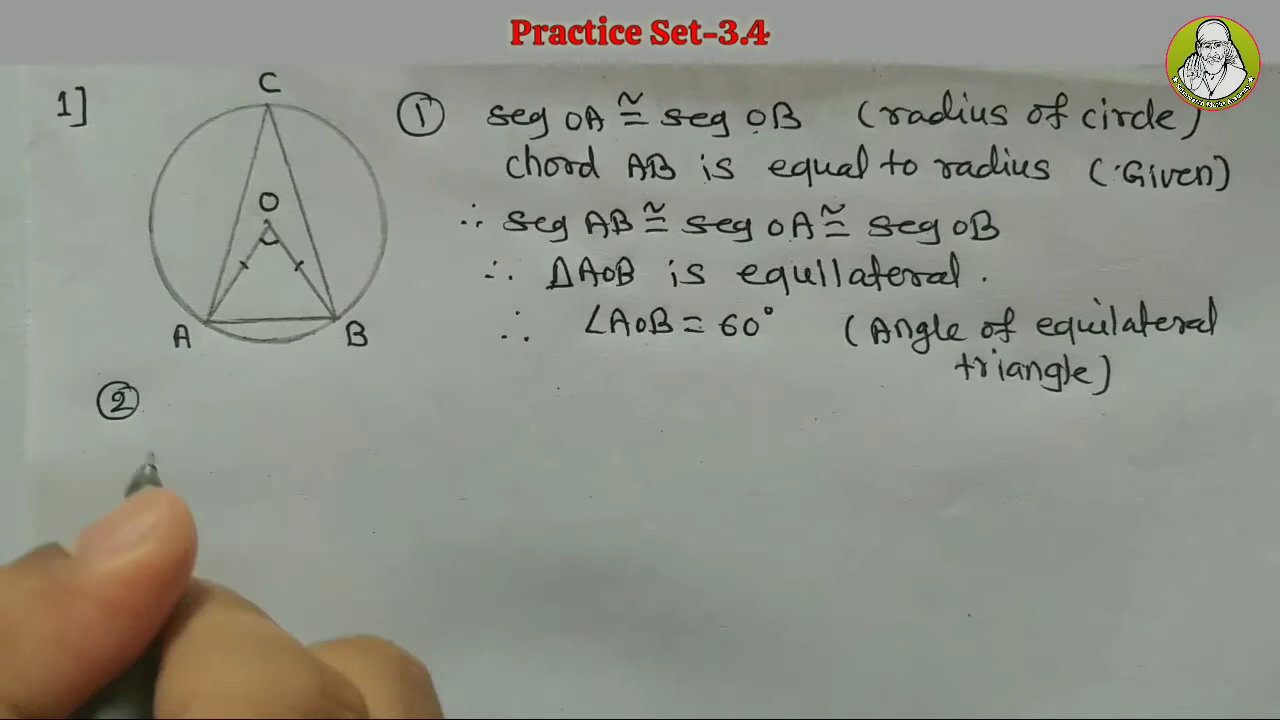 Practice Set-3.4
1]
C
O
A
B
① seg OA ≅ seg OB (radius of circle)
chord AB is equal to radius (∵Given)
∴ seg AB ≅ seg OA ≅ seg OB
∴ ΔAOB is equllateral.
∴ ∠AOB = 60° (Angle of equilateral
triangle)
②